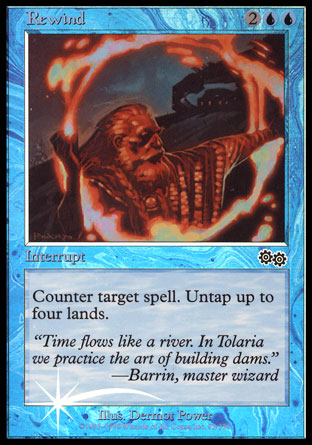 Rewind 2
Interrupt
Counter target spell. Untap up to
four lands.
“Time flows like a river. In Tolaria
we practice the art of building dams.”
—Barrin, master wizard
Illus. Dermot Power